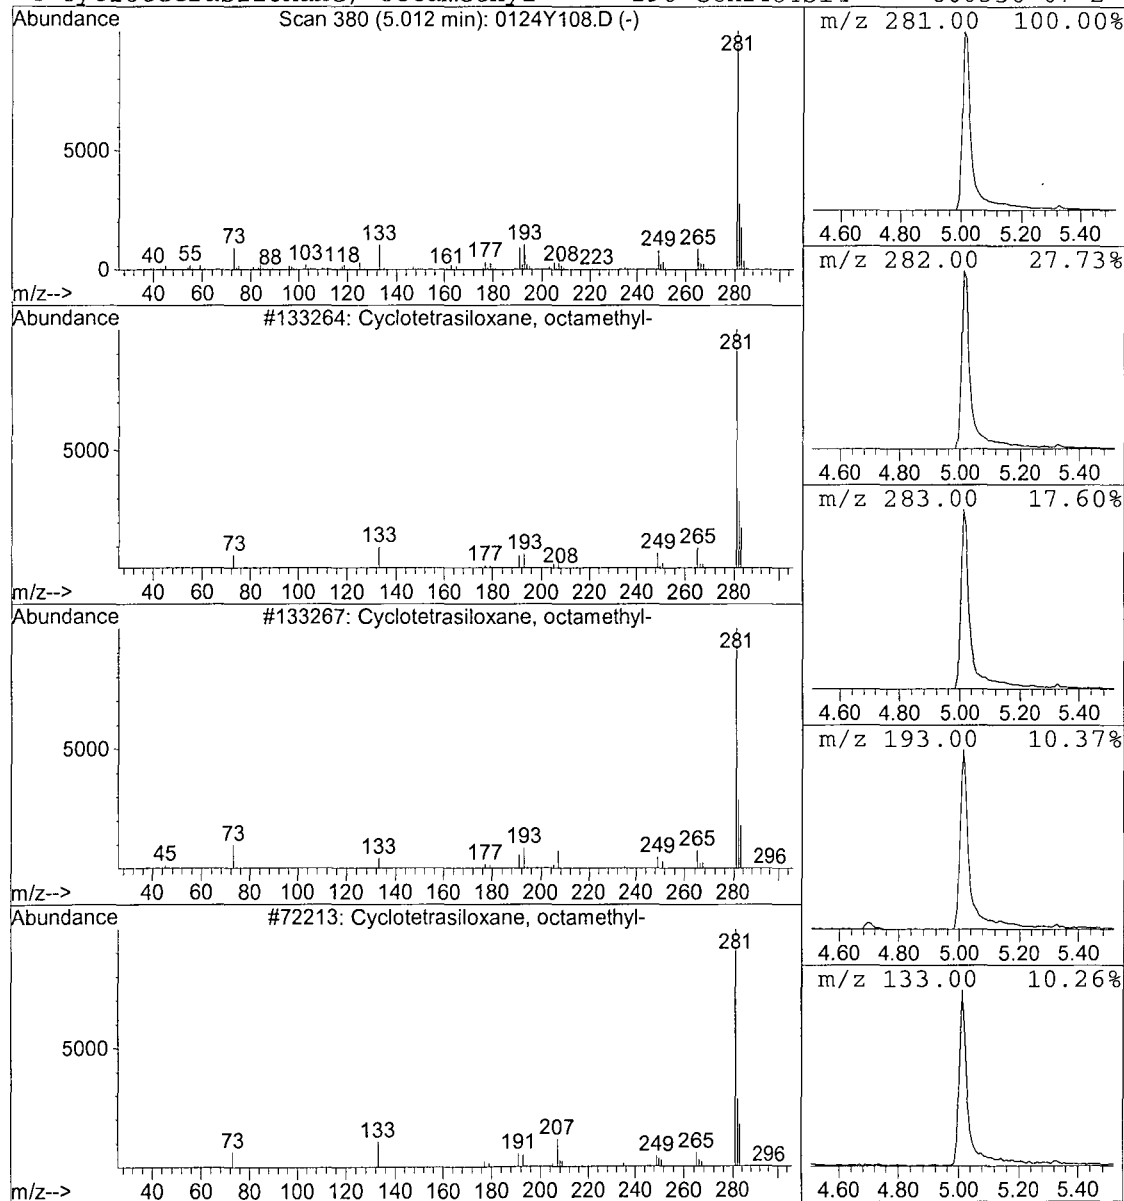 Cyclotetrasiloxane, octamethyl- 296 C8H24O4Si4 000556-67-2
Abundance Scan 380 (5.012 min): 0124Y108.D (-)
281
5000
40 55 73 88 103 118 133 161 177 193 208 223 249 265
0
m/z--> 40 60 80 100 120 140 160 180 200 220 240 260 280
Abundance #133264: Cyclotetrasiloxane, octamethyl-
281
5000
73 133 177 193 208 249 265
m/z--> 40 60 80 100 120 140 160 180 200 220 240 260 280
Abundance #133267: Cyclotetrasiloxane, octamethyl-
281
5000
45 73 133 177 193 249 265 296
m/z--> 40 60 80 100 120 140 160 180 200 220 240 260 280
Abundance #72213: Cyclotetrasiloxane, octamethyl-
281
5000
73 133 191 207 249 265 296
m/z--> 40 60 80 100 120 140 160 180 200 220 240 260 280
m/z 281.00 100.00%
4.60 4.80 5.00 5.20 5.40
m/z 282.00 27.73%
4.60 4.80 5.00 5.20 5.40
m/z 283.00 17.60%
4.60 4.80 5.00 5.20 5.40
m/z 193.00 10.37%
4.60 4.80 5.00 5.20 5.40
m/z 133.00 10.26%
4.60 4.80 5.00 5.20 5.40